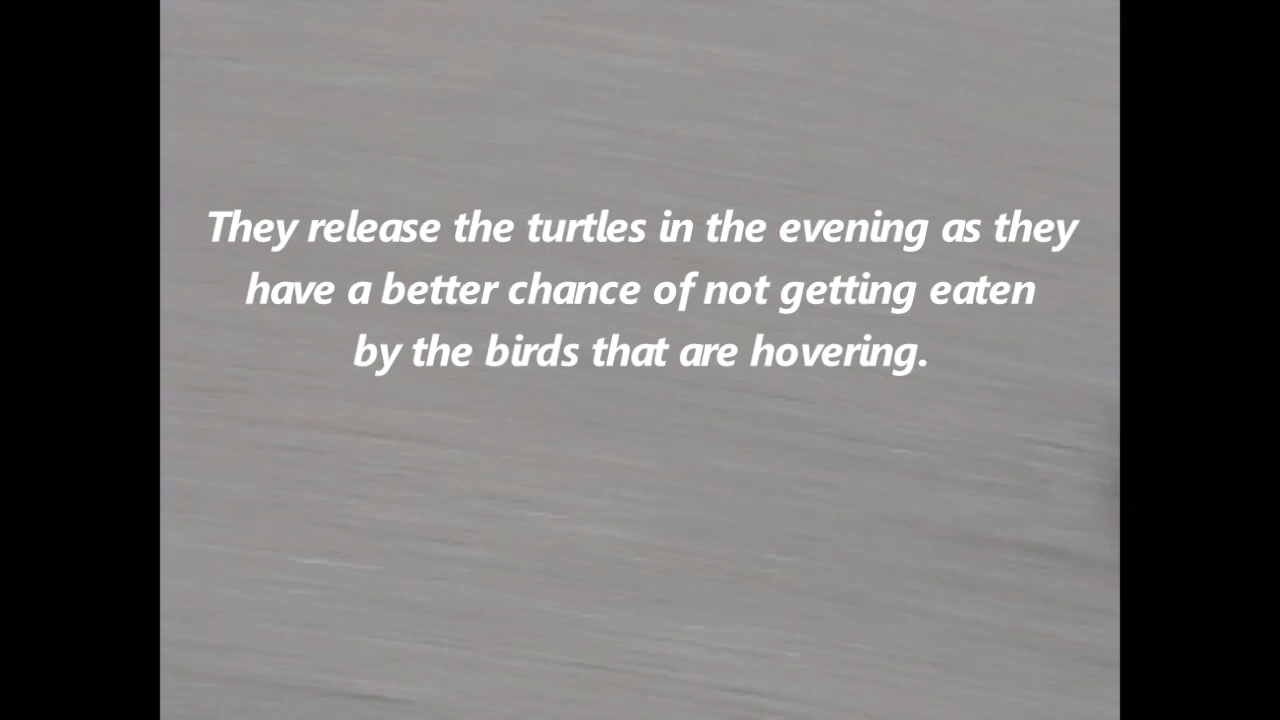 They release the turtles in the evening as they
have a better chance of not getting eaten
by the birds that are hovering.